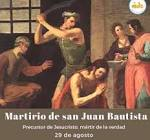 Martirio de san Juan Bautista
Precursor de Jesucristo, mártir de la verdad
29 de agosto